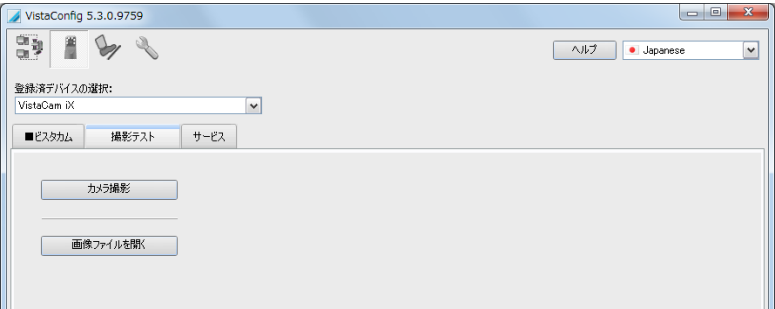 VistaConfig 5.3.0.9759
ヘルプ
Japanese
登録済デバイスの選択:
VistaCam iX
■ビスタカム
撮影テスト
サービス
カメラ撮影
画像ファイルを開く